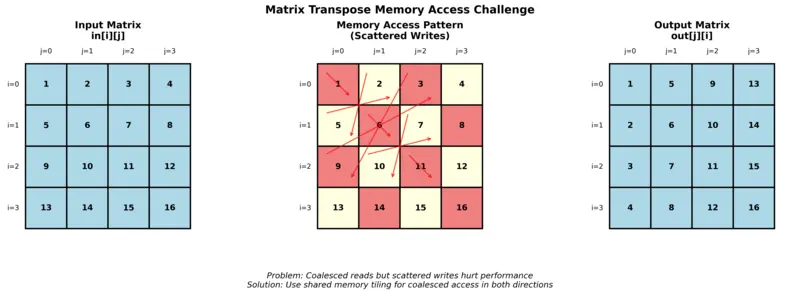 Matrix Transpose Memory Access Challenge
Input Matrix
in[i][j]
j=0 j=1 j=2 j=3
i=0 1 2 3 4
i=1 5 6 7 8
i=2 9 10 11 12
i=3 13 14 15 16
Memory Access Pattern
(Scattered Writes)
j=0 j=1 j=2 j=3
i=0 1 2 3 4
i=1 5 6 7 8
i=2 9 10 11 12
i=3 13 14 15 16
Output Matrix
out[j][i]
j=0 j=1 j=2 j=3
i=0 1 5 9 13
i=1 2 6 10 14
i=2 3 7 11 15
i=3 4 8 12 16
Problem: Coalesced reads but scattered writes hurt performance
Solution: Use shared memory tiling for coalesced access in both directions